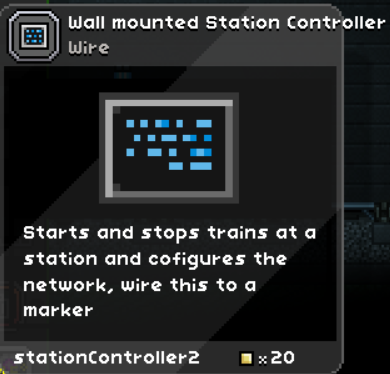 Wall mounted Station Controller
Wire
Starts and stops trains at a
station and cofigures the
network, wire this to a
marker
stationController2 x20